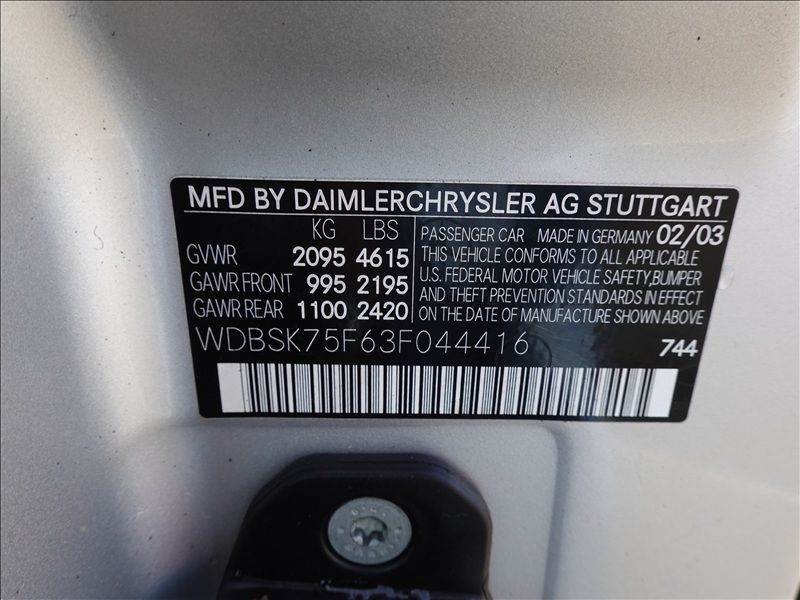 MFD BY DAIMLERCHRYSLER AG STUTTGART
KG LBS
GVWR 2095 4615
GAWR FRONT 995 2195
GAWR REAR 1100 2420
PASSENGER CAR MADE IN GERMANY 02/03
THIS VEHICLE CONFORMS TO ALL APPLICABLE
U.S. FEDERAL MOTOR VEHICLE SAFETY,BUMPER
AND THEFT PREVENTION STANDARDS IN EFFECT
ON THE DATE OF MANUFACTURE SHOWN ABOVE
WDBSK75F63F044416
744